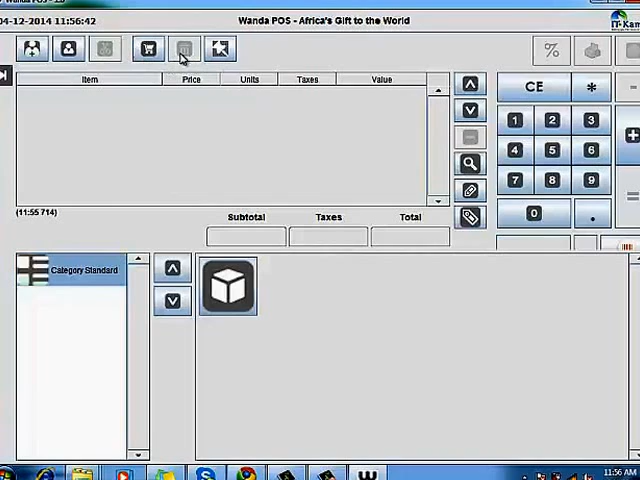 04-12-2014 11:56:42
Wanda POS - Africa's Gift to the World
IT-Kam
%
Item Price Units Taxes Value
CE *
1 2 3
4 5 6
7 8 9
0 .
+
=
(11:55 714)
Subtotal Taxes Total
Category Standard
11:56 AM